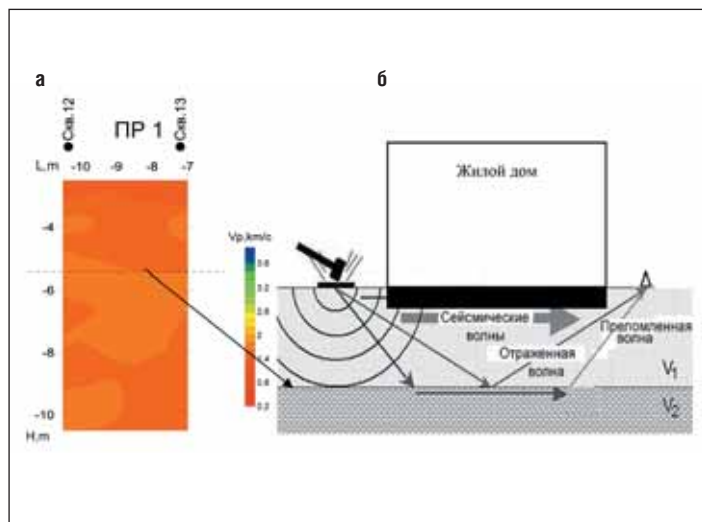 а
б
Скв.12
Скв.13
ПР 1
L,m -10 -9 -8 -7
-4
-6
-8
-10
H,m
Vp,km/c
Жилой дом
Сейсмические
волны
Отраженная
волна
Преломленная
волна
V1
V2